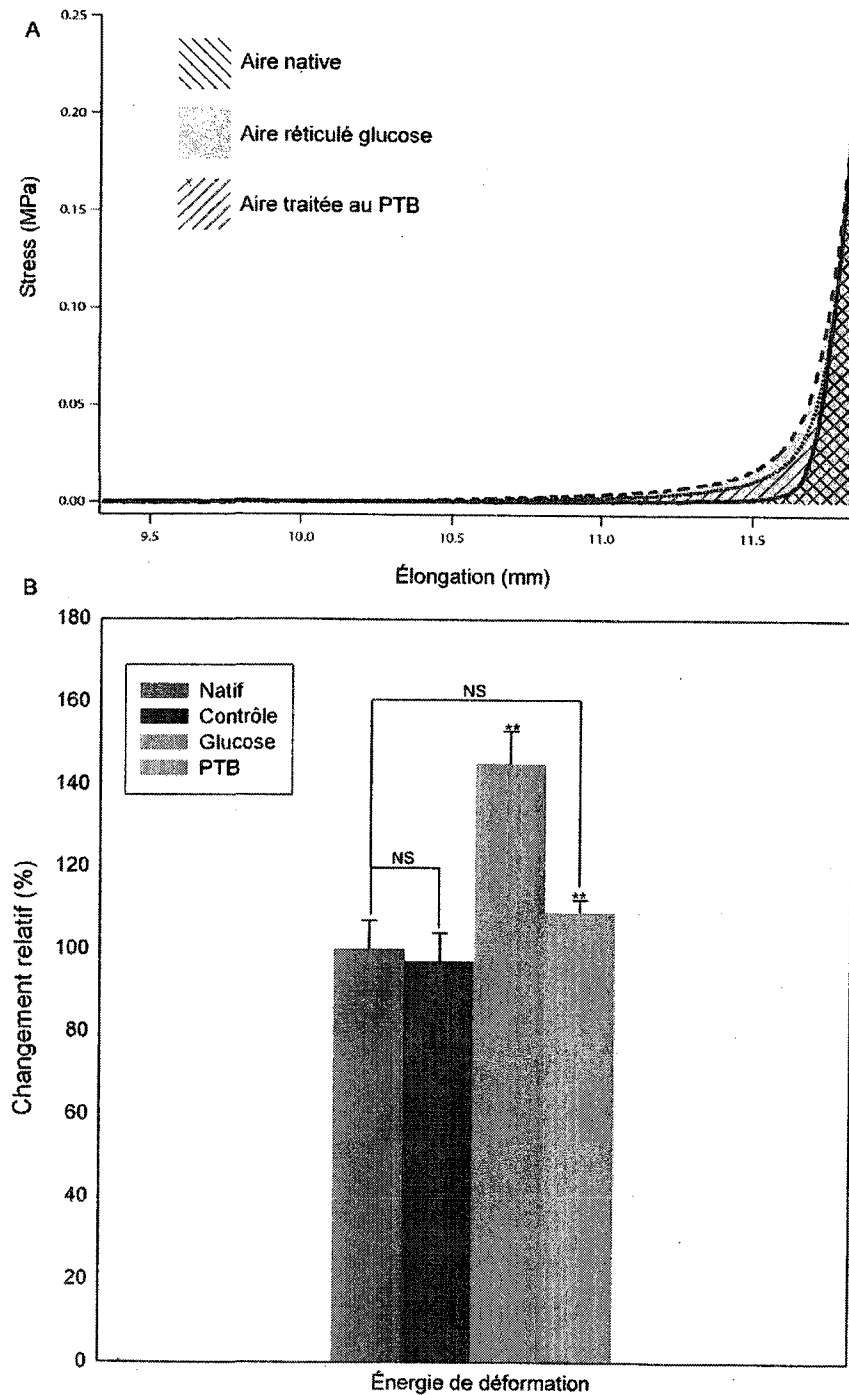 A
0.25
0.20
0.15
0.10
0.05
0.00
Stress (MPa)
Aire native
Aire réticulé glucose
Aire traitée au PTB
9.5
10.0
10.5
11.0
11.5
Élongation (mm)
B
180
160
140
120
100
80
60
40
20
0
Changement relatif (%)
Natif
Contrôle
Glucose
PTB
NS
NS
**
**
Énergie de déformation